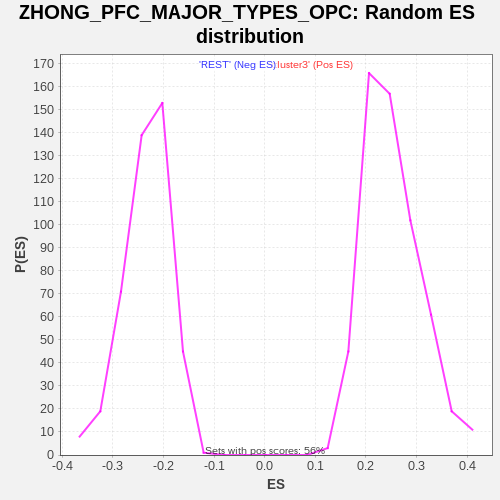 ZHONG_PFC_MAJOR_TYPES_OPC: Random ES
distribution
'REST' (Neg ES)
luster3' (Pos ES)
170
160
150
140
130
120
110
100
90
80
70
60
50
40
30
20
10
0
P(ES)
Sets with pos scores: 56%
-0.4 -0.3 -0.2 -0.1 0.0 0.1 0.2 0.3 0.4
ES